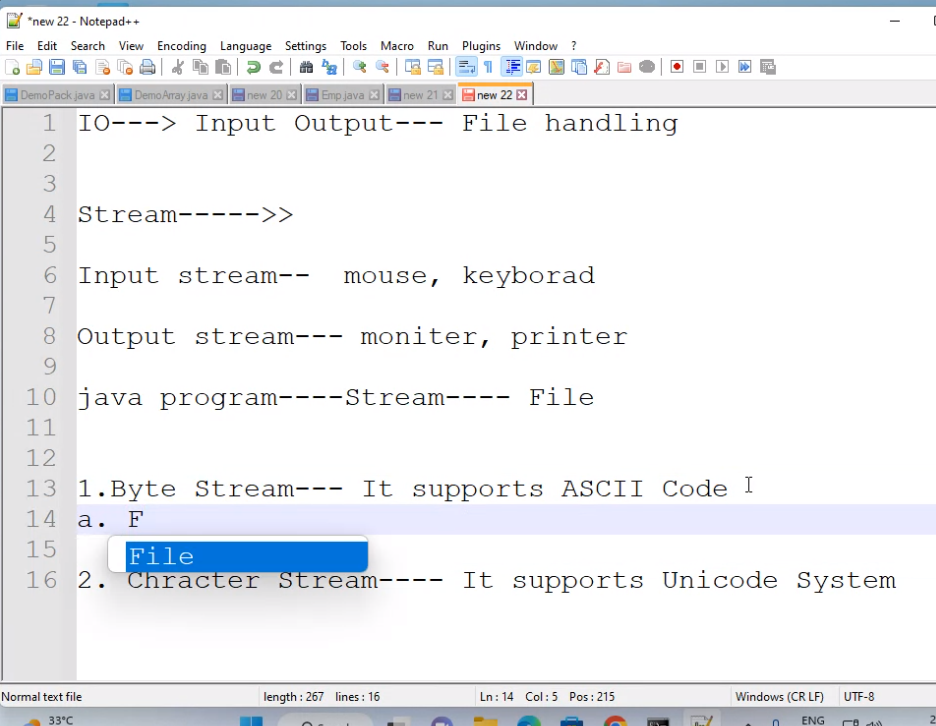 *new 22 - Notepad++
File Edit Search View Encoding Language Settings Tools Macro Run Plugins Window ?
DemoPack.java DemoArray.java new 20 Emp.java new 21 new 22
1 IO---> Input Output--- File handling
2
3
4 Stream----->>
5
6 Input stream-- mouse, keyborad
7
8 Output stream--- moniter, printer
9
10 java program----Stream---- File
11
12
13 1.Byte Stream--- It supports ASCII Code
14 a. F
File
15
16 2. Chracter Stream---- It supports Unicode System
Normal text file length : 267 lines : 16 Ln : 14 Col : 5 Pos : 215 Windows (CR LF) UTF-8
33°C ENG